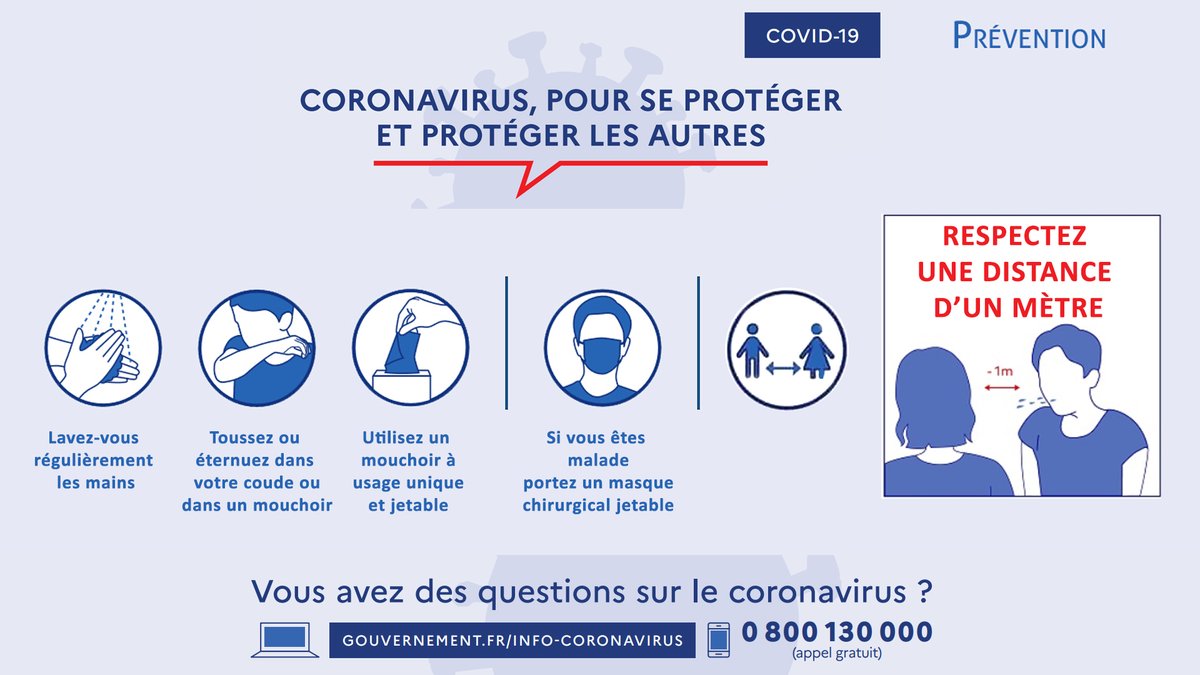 COVID-19
PRÉVENTION
CORONAVIRUS, POUR SE PROTÉGER
ET PROTÉGER LES AUTRES
RESPECTEZ
UNE DISTANCE
D’UN MÈTRE
- 1m
Lavez-vous
régulièrement
les mains
Toussez ou
éternuez dans
votre coude ou
dans un mouchoir
Utilisez un
mouchoir à
usage unique
et jetable
Si vous êtes
malade
portez un masque
chirurgical jetable
Vous avez des questions sur le coronavirus ?
GOUVERNEMENT.FR/INFO-CORONAVIRUS
0 800 130 000
(appel gratuit)